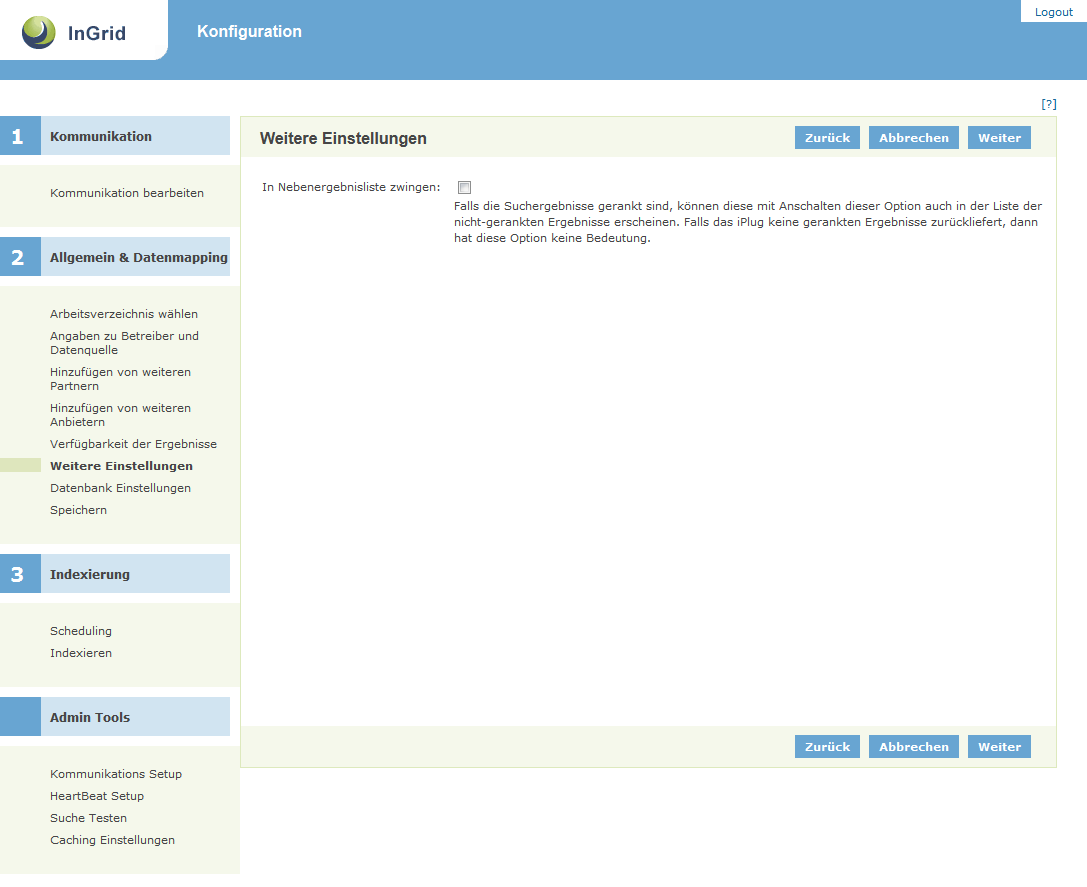 InGrid
Konfiguration
Logout
[?]
1 Kommunikation
Kommunikation bearbeiten
2 Allgemein & Datenmapping
Arbeitsverzeichnis wählen
Angaben zu Betreiber und
Datenquelle
Hinzufügen von weiteren
Partnern
Hinzufügen von weiteren
Anbietern
Verfügbarkeit der Ergebnisse
Weitere Einstellungen
Datenbank Einstellungen
Speichern
3 Indexierung
Scheduling
Indexieren
Admin Tools
Kommunikations Setup
HeartBeat Setup
Suche Testen
Caching Einstellungen
Weitere Einstellungen
Zurück Abbrechen Weiter
In Nebenergebnisliste zwingen:
Falls die Suchergebnisse gerankt sind, können diese mit Anschalten dieser Option auch in der Liste der
nicht-gerankten Ergebnisse erscheinen. Falls das iPlug keine gerankten Ergebnisse zurückliefert, dann
hat diese Option keine Bedeutung.
Zurück Abbrechen Weiter